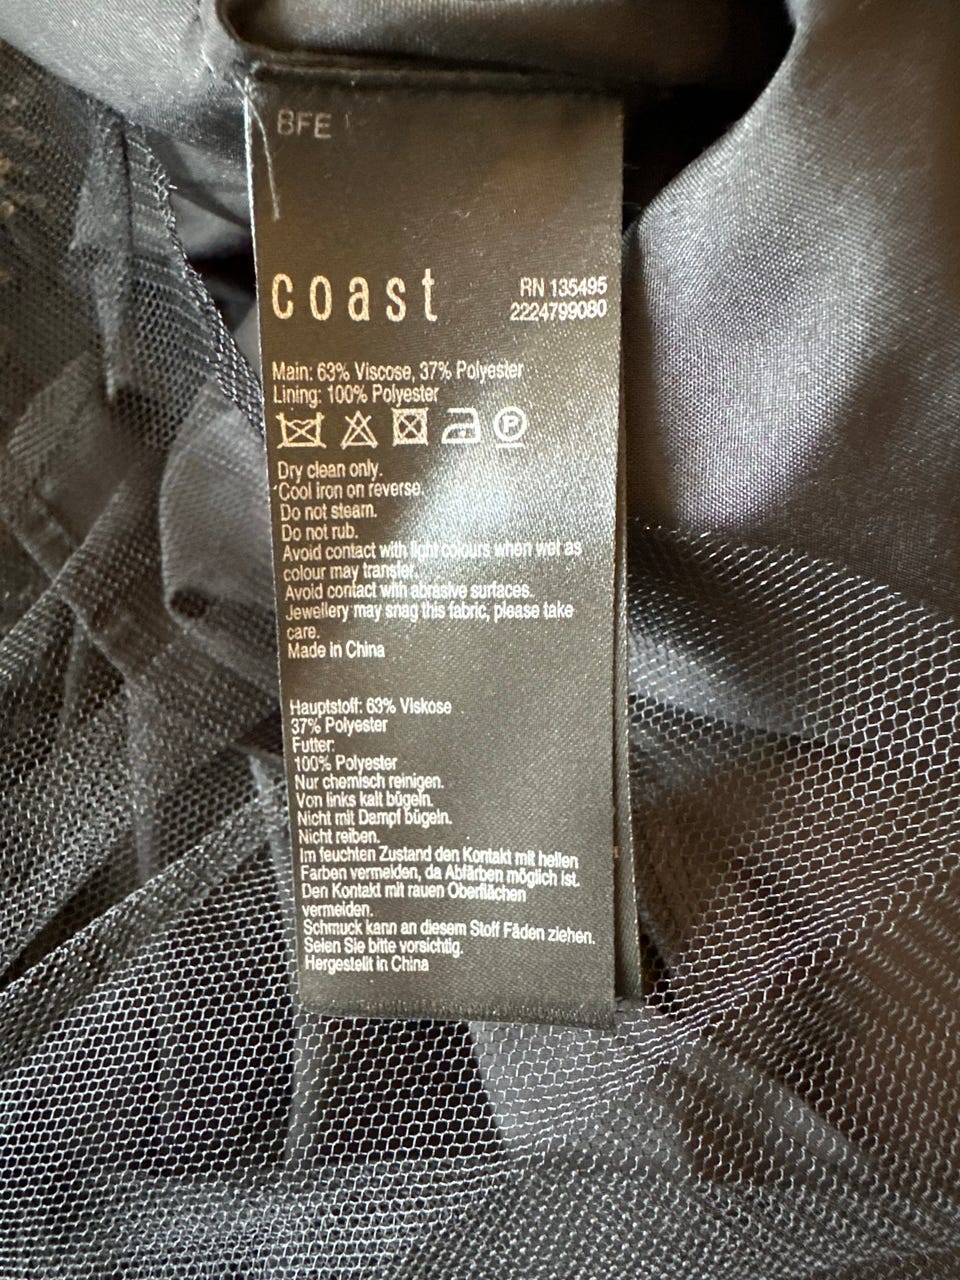 BFE
coast
RN 135495
2224799080
Main: 63% Viscose, 37% Polyester
Lining: 100% Polyester
P
Dry clean only.
Cool iron on reverse.
Do not steam.
Do not rub.
Avoid contact with light colours when wet as
colour may transfer.
Avoid contact with abrasive surfaces.
Jewellery may snag this fabric, please take
care.
Made in China
Hauptstoff: 63% Viskose
37% Polyester
Futter:
100% Polyester
Nur chemisch reinigen.
Von links kalt bügeln.
Nicht mit Dampf bügeln.
Nicht reiben.
Im feuchten Zustand den Kontakt mit hellen
Farben vermeiden, da Abfärben möglich ist.
Den Kontakt mit rauen Oberflächen
vermeiden.
Schmuck kann an diesem Stoff Fäden ziehen.
Seien Sie bitte vorsichtig.
Hergestellt in China